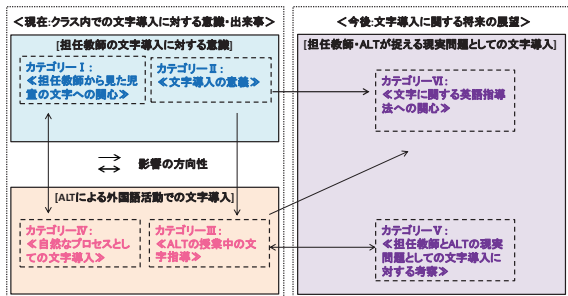 <現在:クラス内での文字導入に対する意識・出来事>
[担任教師の文字導入に対する意識]
カテゴリーⅠ:
≪担任教師から見た児
童の文字への関心≫
カテゴリーⅡ:
≪文字導入の意義≫
影響の方向性
[ALTによる外国語活動での文字導入]
カテゴリーⅣ:
≪自然なプロセスとし
ての文字導入≫
カテゴリーⅢ:
≪ALTの授業中の文
字指導≫
<今後:文字導入に関する将来の展望>
[担任教師・ALTが捉える現実問題としての文字導入]
カテゴリーⅥ:
≪文字に関する英語指導
法への関心≫
カテゴリーⅤ:
≪担任教師とALTの現実
問題としての文字導入に
対する考察≫